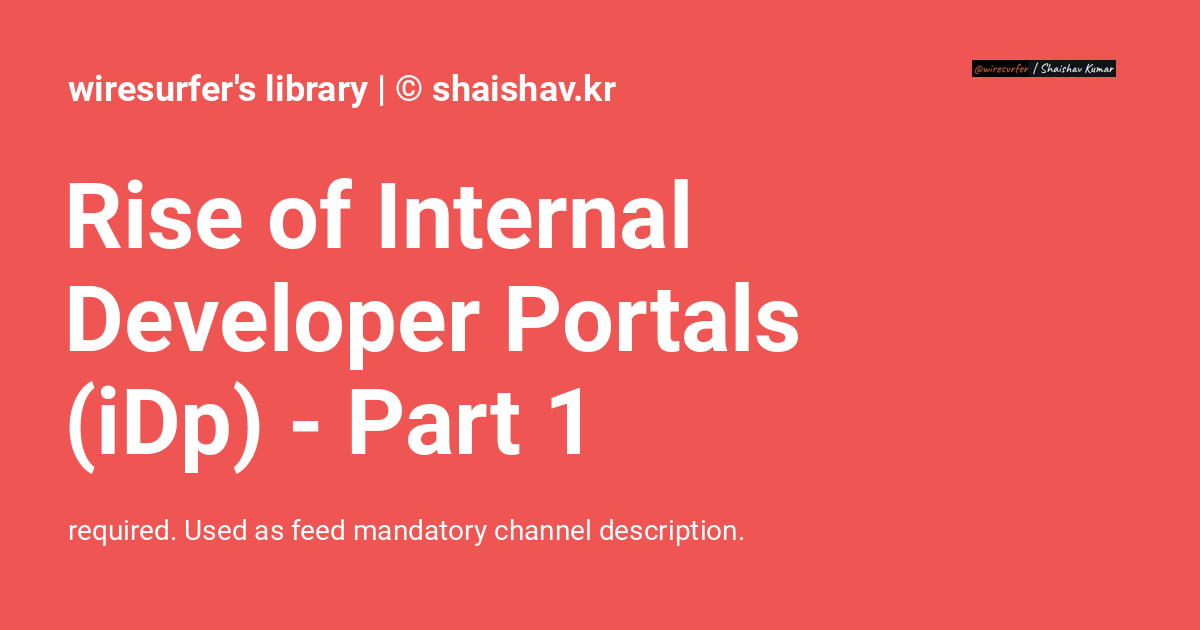 wiresurfer's library | © shaishav.kr
@wiresurfer | Shaishav Kumar
Rise of Internal
Developer Portals
(iDp) - Part 1
required. Used as feed mandatory channel description.